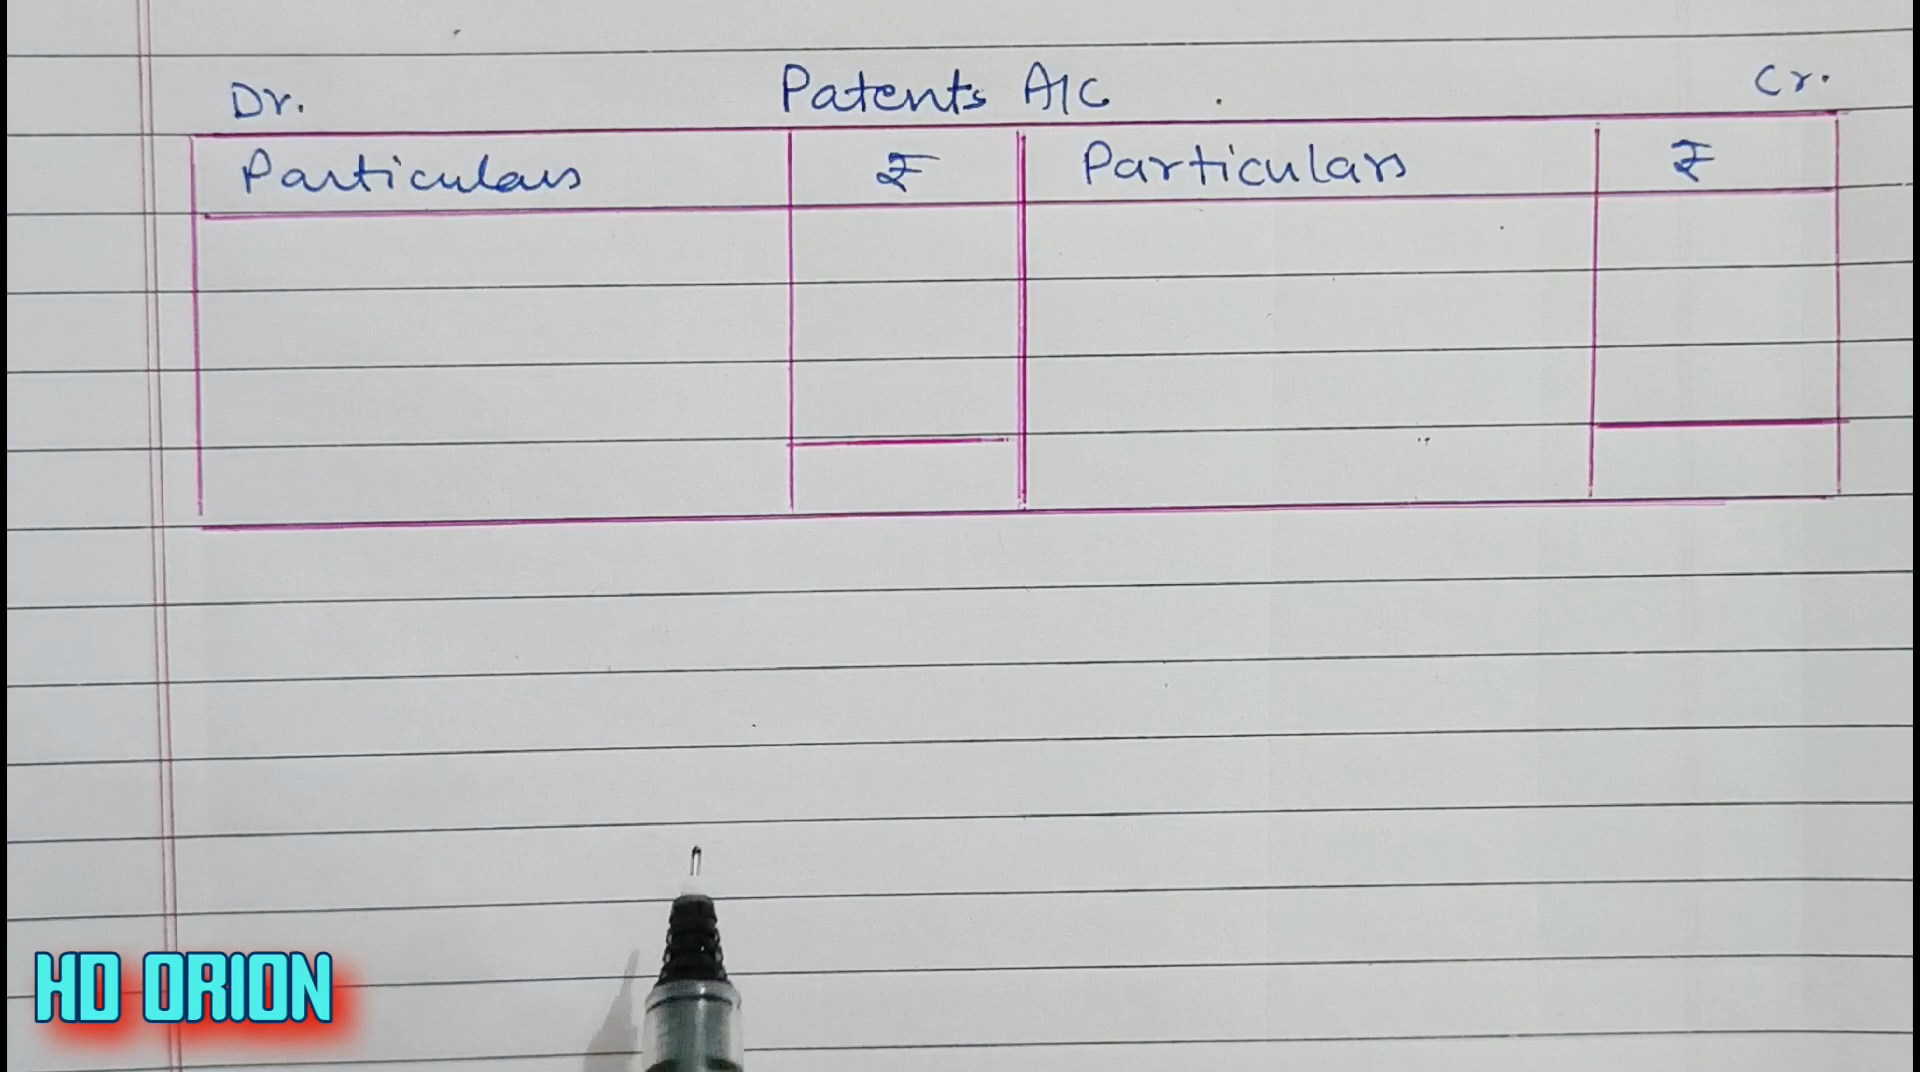 Dr. Patents A/C Cr.
Particulars ₹ Particulars ₹
HD ORION